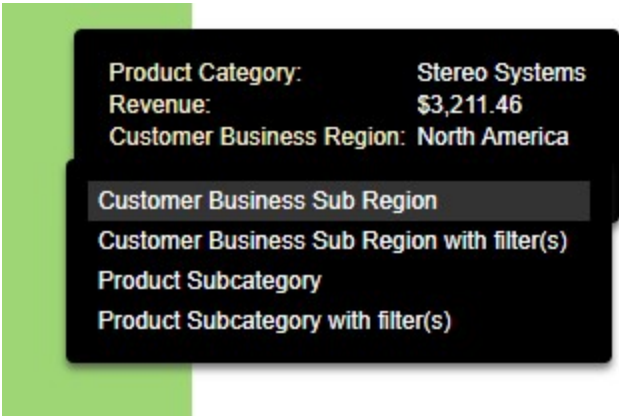 Product Category: Stereo Systems
Revenue: $3,211.46
Customer Business Region: North America
Customer Business Sub Region
Customer Business Sub Region with filter(s)
Product Subcategory
Product Subcategory with filter(s)